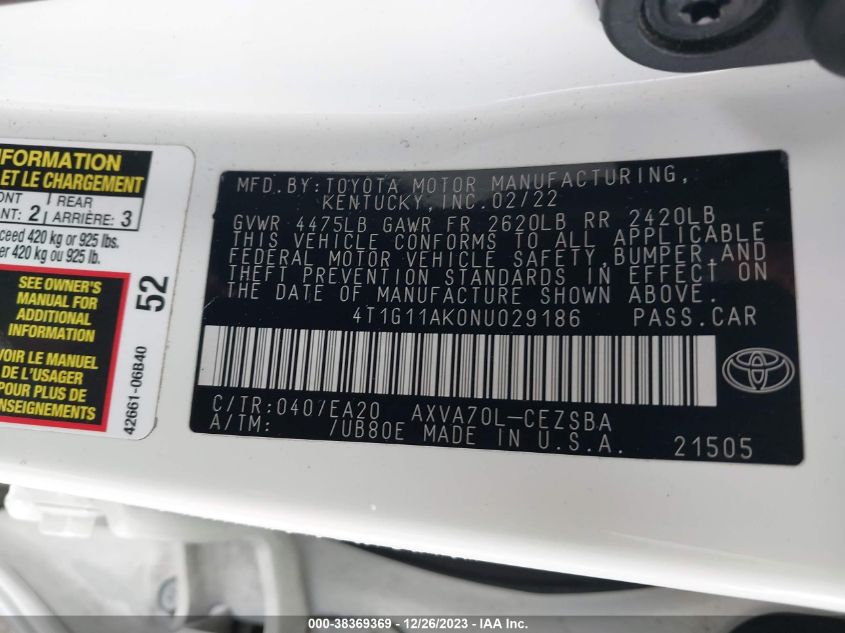 NFORMATION
ET LE CHARGEMENT
ONT
NT: 2
REAR
ARRIÈRE: 3
ceed 420 kg or 925 lbs.
er 420 kg ou 925 lb.
SEE OWNER'S
MANUAL FOR
ADDITIONAL
INFORMATION
VOIR LE MANUEL
DE L'USAGER
POUR PLUS DE
RENSEIGNEMENTS
52
42661-06B40
MFD. BY: TOYOTA MOTOR MANUFACTURING,
KENTUCKY, INC. 02/22
GVWR 4475LB GAWR FR 2620LB RR 2420LB
THIS VEHICLE CONFORMS TO ALL APPLICABLE
FEDERAL MOTOR VEHICLE SAFETY, BUMPER, AND
THEFT PREVENTION STANDARDS IN EFFECT ON
THE DATE OF MANUFACTURE SHOWN ABOVE.
4T1G11AK0NU029186 PASS.CAR
C/TR: 040/EA20 AXVA70L-CEZSBA
A/TM: /UB80E MADE IN U.S.A. 21505
000-38369369 - 12/26/2023 - IAAI.com